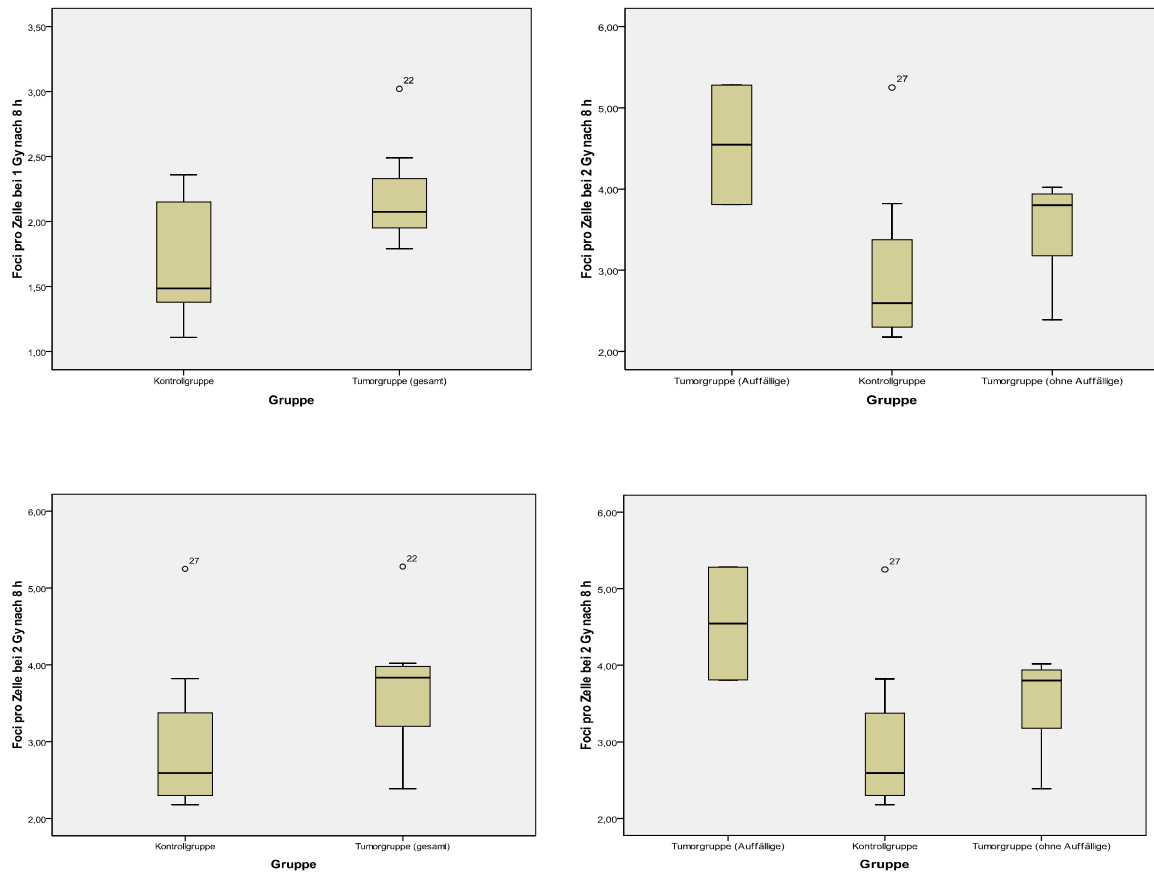 Foci pro Zelle bei 1 Gy nach 8 h
3,50
3,00
2,50
2,00
1,50
1,00
22
Kontrollgruppe
Tumorgruppe (gesamt)
Gruppe
Foci pro Zelle bei 2 Gy nach 8 h
6,00
5,00
4,00
3,00
2,00
27
Tumorgruppe (Auffällige)
Kontrollgruppe
Tumorgruppe (ohne Auffällige)
Gruppe
Foci pro Zelle bei 2 Gy nach 8 h
6,00
5,00
4,00
3,00
2,00
27
22
Kontrollgruppe
Tumorgruppe (gesamt)
Gruppe
Foci pro Zelle bei 2 Gy nach 8 h
6,00
5,00
4,00
3,00
2,00
27
Tumorgruppe (Auffällige)
Kontrollgruppe
Tumorgruppe (ohne Auffällige)
Gruppe